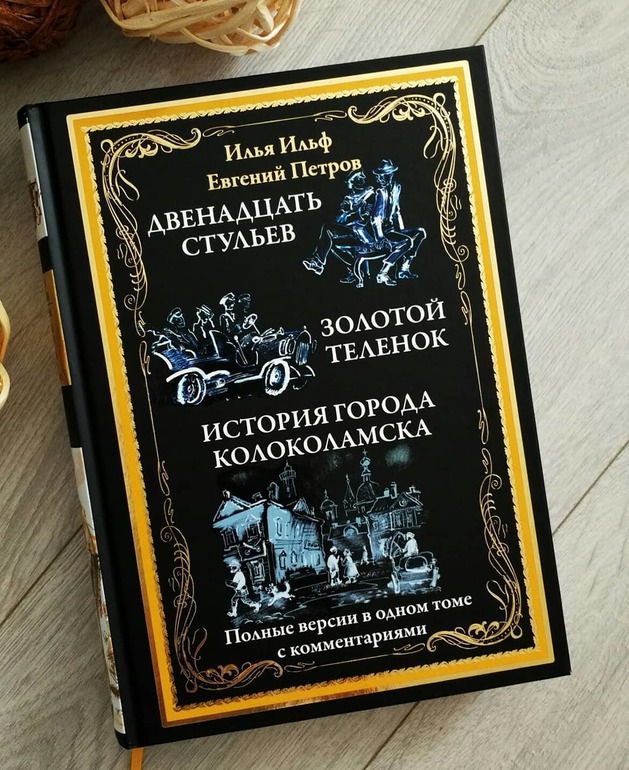 Илья Ильф
Евгений Петров
ДВЕНАДЦАТЬ
СТУЛЬЕВ
ЗОЛОТОЙ
ТЕЛЕНОК
ИСТОРИЯ ГОРОДА
КОЛОКОЛАМСКА
Полные версии в одном томе
с комментариями